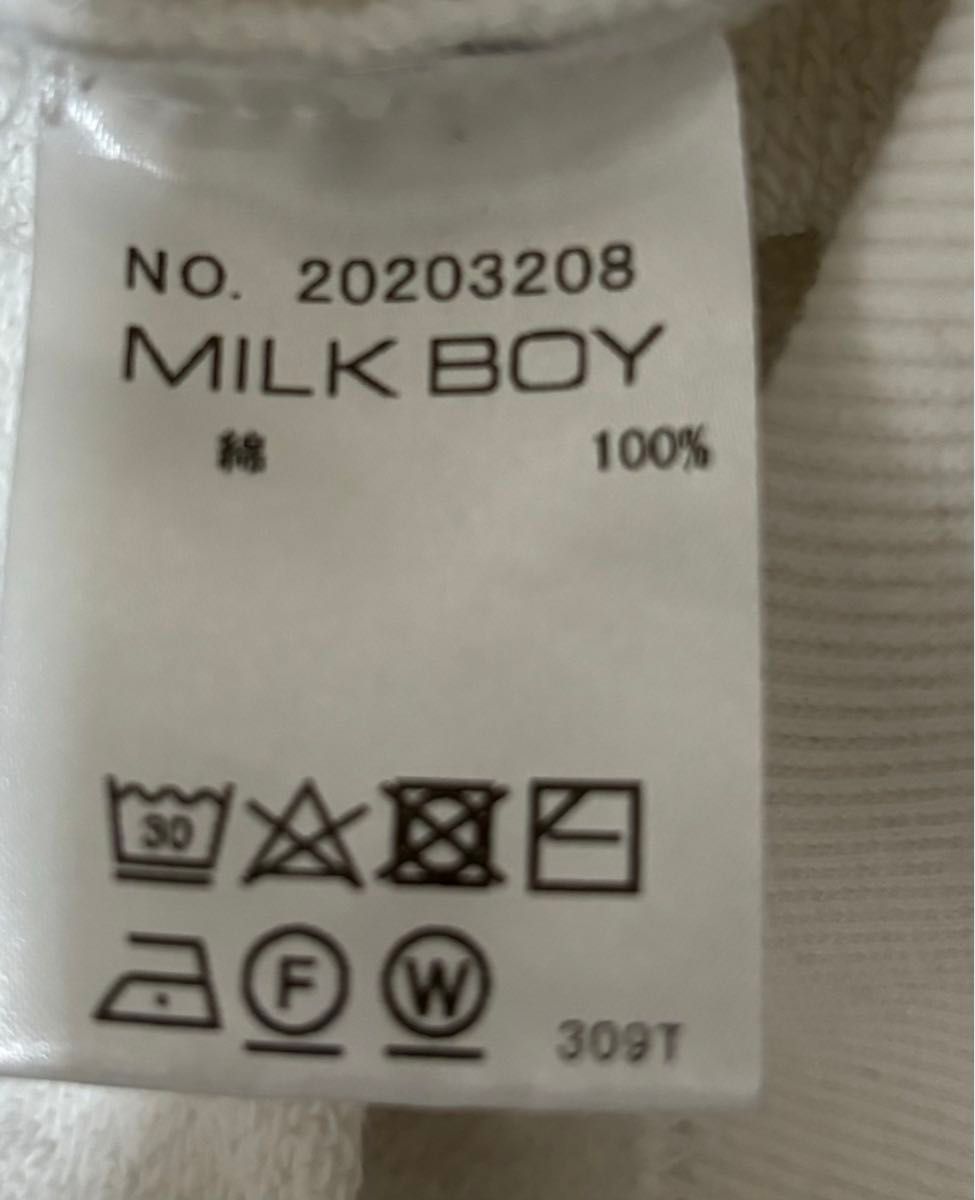 NO. 20203208
MILK BOY
綿 100%
30
F W 309T